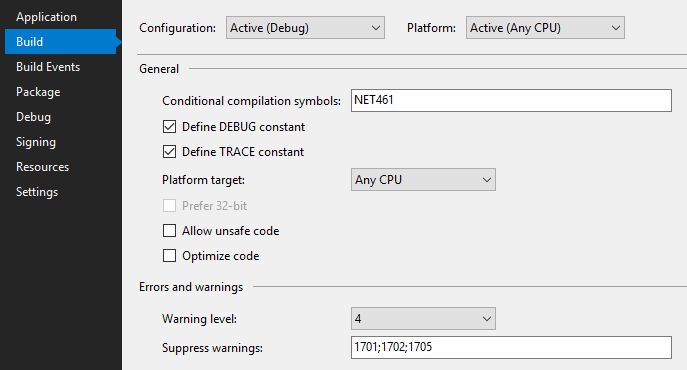 Application
Build
Build Events
Package
Debug
Signing
Resources
Settings
Configuration: Active (Debug) Platform: Active (Any CPU)
General
Conditional compilation symbols: NET461
Define DEBUG constant
Define TRACE constant
Platform target: Any CPU
Prefer 32-bit
Allow unsafe code
Optimize code
Errors and warnings
Warning level: 4
Suppress warnings: 1701;1702;1705